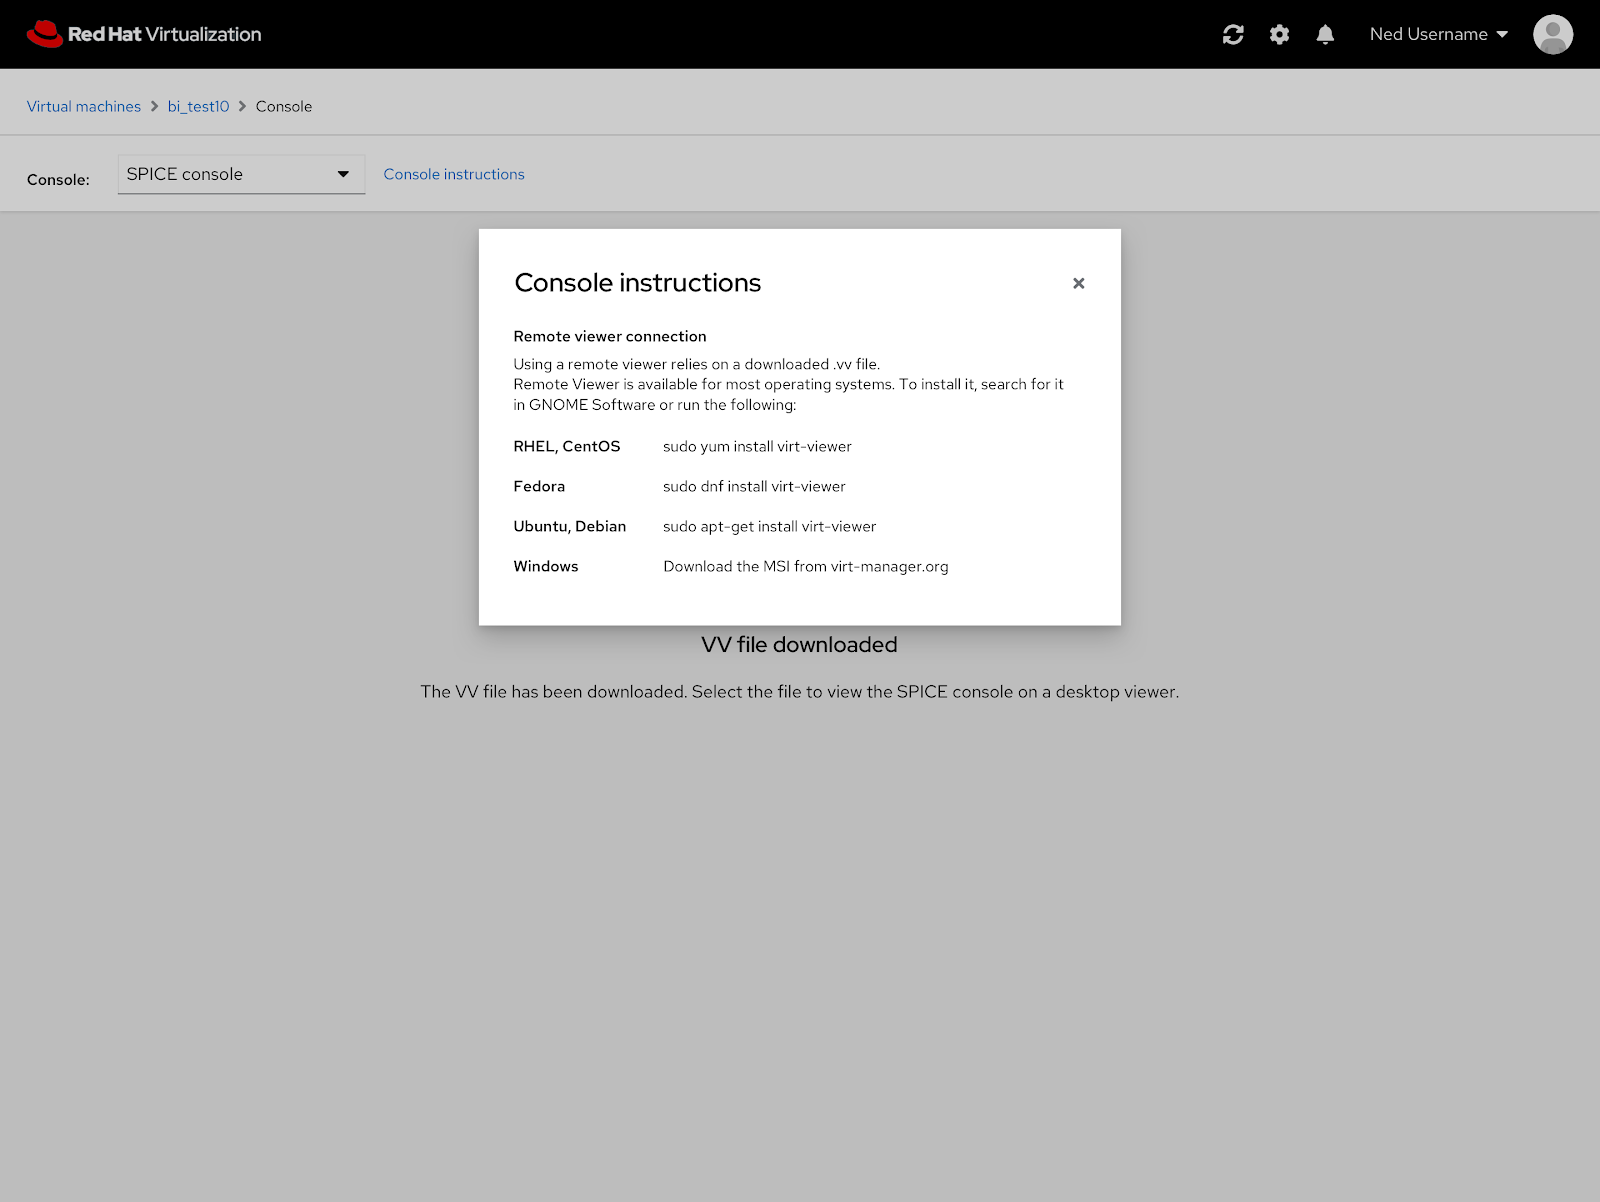 Red Hat Virtualization
Ned Username
Virtual machines > bi_test10 > Console
Console: SPICE console Console instructions
Console instructions
Remote viewer connection
Using a remote viewer relies on a downloaded .vv file.
Remote Viewer is available for most operating systems. To install it, search for it
in GNOME Software or run the following:
RHEL, CentOS sudo yum install virt-viewer
Fedora sudo dnf install virt-viewer
Ubuntu, Debian sudo apt-get install virt-viewer
Windows Download the MSI from virt-manager.org
VV file downloaded
The VV file has been downloaded. Select the file to view the SPICE console on a desktop viewer.